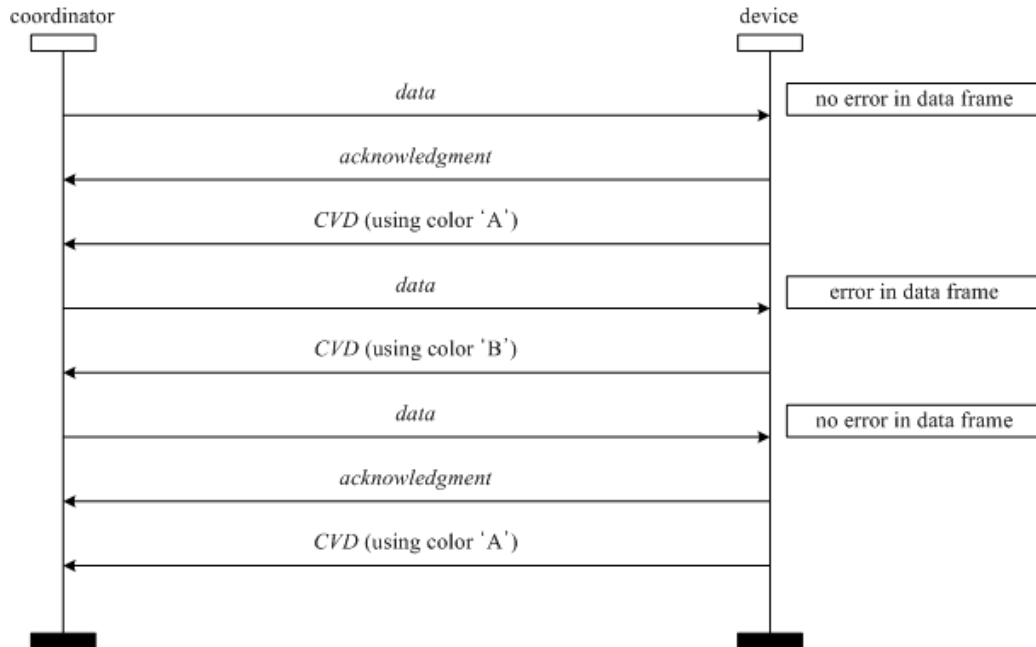 coordinator
device
data
no error in data frame
acknowledgment
CVD (using color ‘A’)
data
error in data frame
CVD (using color ‘B’)
data
no error in data frame
acknowledgment
CVD (using color ‘A’)